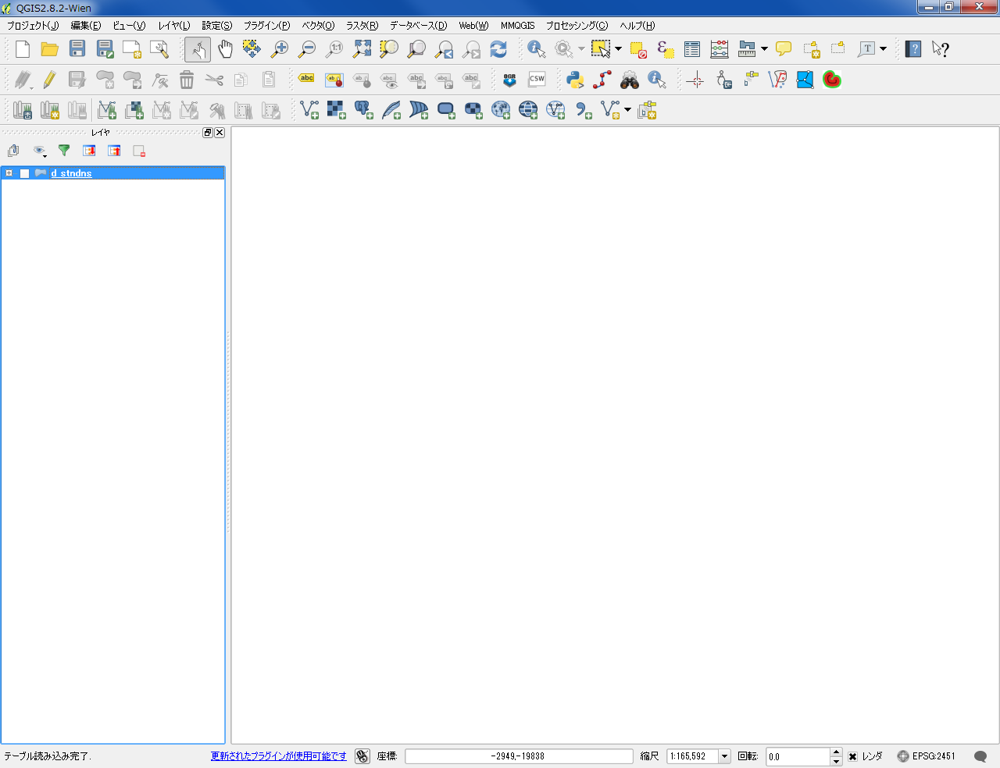 QGIS2.8.2-Wien
プロジェクト(J) 編集(E) ビュー(V) レイヤ(L) 設定(S) プラグイン(P) ベクタ(O) ラスタ(R) データベース(D) Web(W) MMQGIS プロセッシング(C) ヘルプ(H)
1:1 ε T ? ?
abc ab ab abc abc abc abc OGR CSW
レイヤ
d_stndns
テーブル読み込み完了. 更新されたプラグインが使用可能です 座標: -2949,-19838 縮尺 1:165,592 回転: 0.0 レンダ EPSG:2451